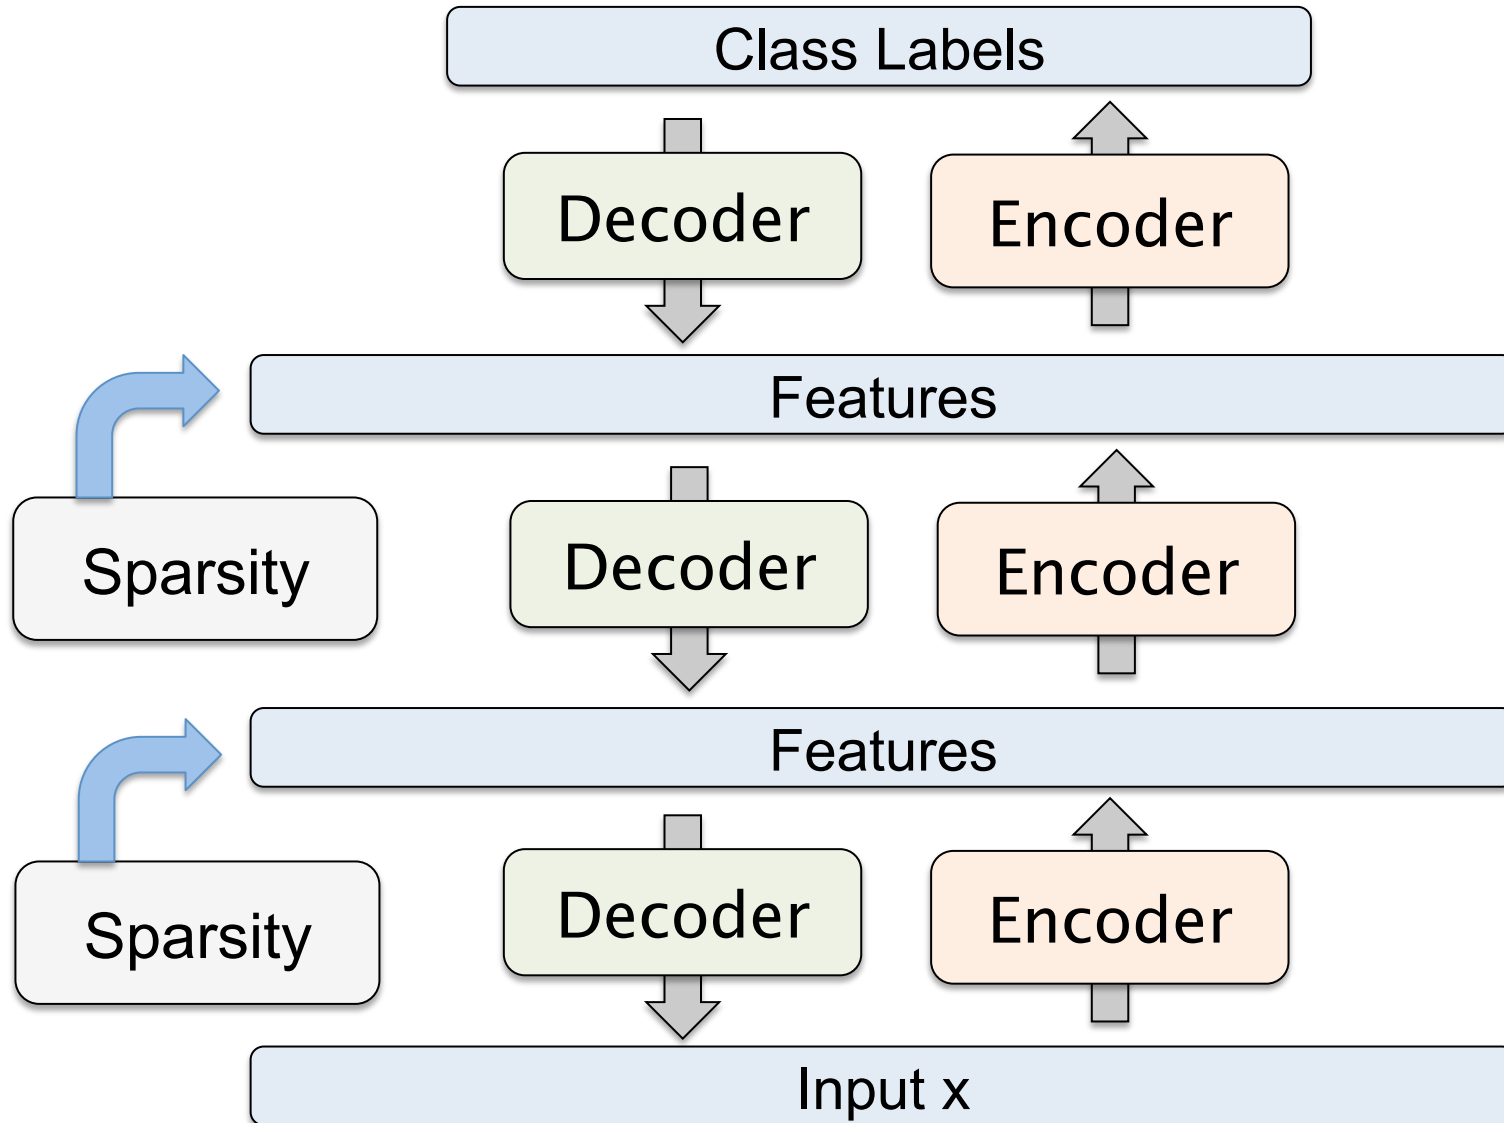 Class Labels
Decoder
Encoder
Features
Sparsity
Decoder
Encoder
Features
Sparsity
Decoder
Encoder
Input x